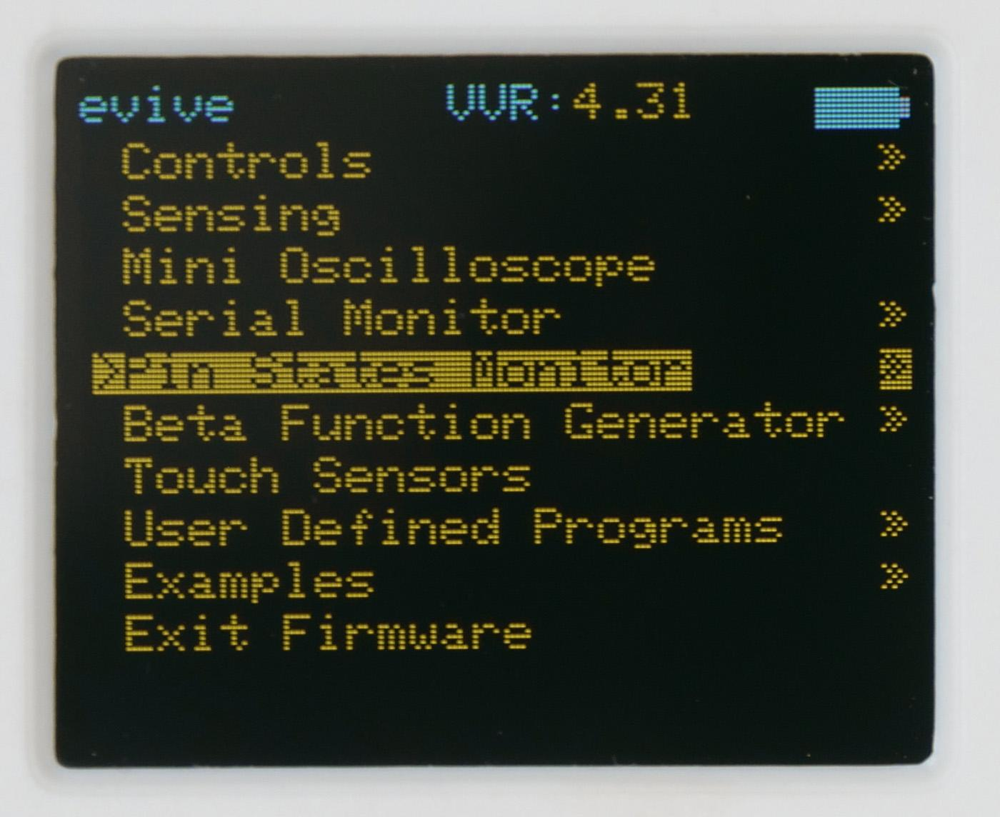 evive VVR:4.31
Controls »
Sensing »
Mini Oscilloscope
Serial Monitor »
>Pin States Monitor »
Beta Function Generator »
Touch Sensors
User Defined Programs »
Examples »
Exit Firmware